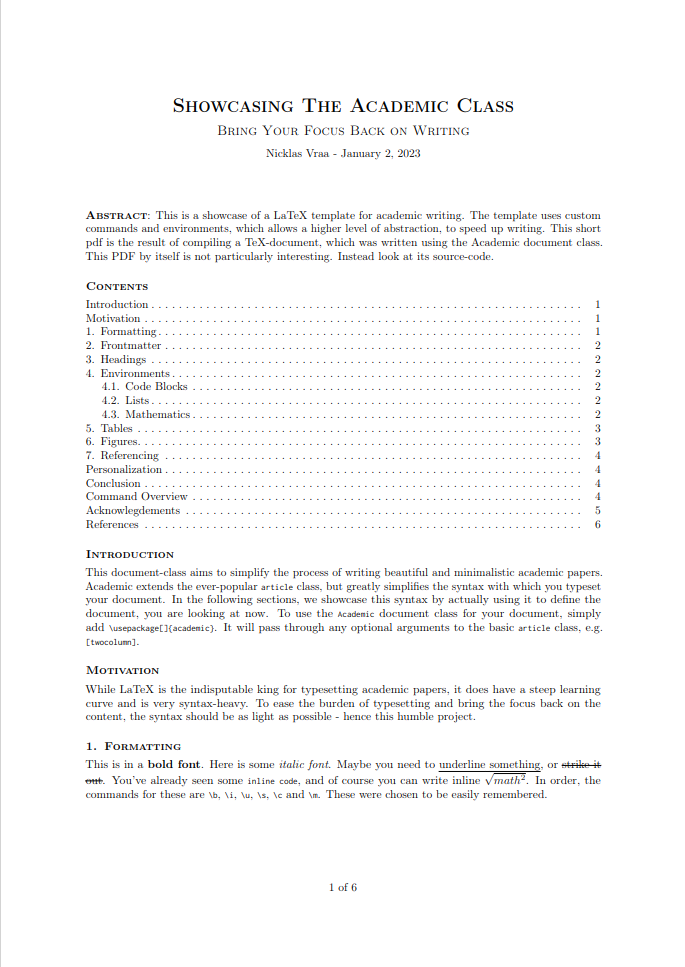 Showcasing The Academic Class
Bring Your Focus Back on Writing
Nicklas Vraa - January 2, 2023
Abstract: This is a showcase of a LaTeX template for academic writing. The template uses custom
commands and environments, which allows a higher level of abstraction, to speed up writing. This short
pdf is the result of compiling a TeX-document, which was written using the Academic document class.
This PDF by itself is not particularly interesting. Instead look at its source-code.
Contents
Introduction . . . . . . . . . . . . . . . . . . . . . . . . . . . . . . . . . . . . . . . . 1
Motivation . . . . . . . . . . . . . . . . . . . . . . . . . . . . . . . . . . . . . . . . 1
1. Formatting . . . . . . . . . . . . . . . . . . . . . . . . . . . . . . . . . . . . . . . . 1
2. Frontmatter . . . . . . . . . . . . . . . . . . . . . . . . . . . . . . . . . . . . . . . . 2
3. Headings . . . . . . . . . . . . . . . . . . . . . . . . . . . . . . . . . . . . . . . . 2
4. Environments . . . . . . . . . . . . . . . . . . . . . . . . . . . . . . . . . . . . . . . . 2
4.1. Code Blocks . . . . . . . . . . . . . . . . . . . . . . . . . . . . . . . . . . . . . . . . 2
4.2. Lists . . . . . . . . . . . . . . . . . . . . . . . . . . . . . . . . . . . . . . . . 2
4.3. Mathematics . . . . . . . . . . . . . . . . . . . . . . . . . . . . . . . . . . . . . . . . 2
5. Tables . . . . . . . . . . . . . . . . . . . . . . . . . . . . . . . . . . . . . . . . 3
6. Figures . . . . . . . . . . . . . . . . . . . . . . . . . . . . . . . . . . . . . . . . 3
7. Referencing . . . . . . . . . . . . . . . . . . . . . . . . . . . . . . . . . . . . . . . . 4
Personalization . . . . . . . . . . . . . . . . . . . . . . . . . . . . . . . . . . . . . . . . 4
Conclusion . . . . . . . . . . . . . . . . . . . . . . . . . . . . . . . . . . . . . . . . 4
Command Overview . . . . . . . . . . . . . . . . . . . . . . . . . . . . . . . . . . . . . . . . 4
Acknowlegdements . . . . . . . . . . . . . . . . . . . . . . . . . . . . . . . . . . . . . . . . 5
References . . . . . . . . . . . . . . . . . . . . . . . . . . . . . . . . . . . . . . . . 6
Introduction
This document-class aims to simplify the process of writing beautiful and minimalistic academic papers.
Academic extends the ever-popular article class, but greatly simplifies the syntax with which you typeset
your document. In the following sections, we showcase this syntax by actually using it to define the
document, you are looking at now. To use the Academic document class for your document, simply
add \usepackage[]{academic}. It will pass through any optional arguments to the basic article class, e.g.
[twocolumn].
Motivation
While LaTeX is the indisputable king for typesetting academic papers, it does have a steep learning
curve and is very syntax-heavy. To ease the burden of typesetting and bring the focus back on the
content, the syntax should be as light as possible - hence this humble project.
1. Formatting
This is in a bold font. Here is some italic font. Maybe you need to underline something, or strike it
out. You've already seen some inline code, and of course you can write inline √math². In order, the
commands for these are \b, \i, \u, \s, \c and \m. These were chosen to be easily remembered.
1 of 6